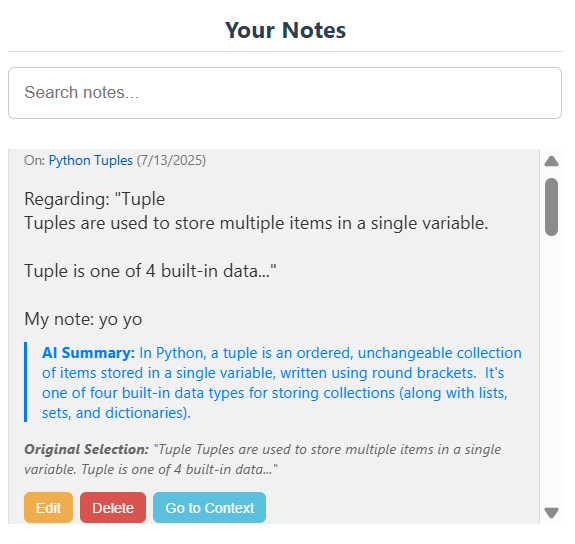 Your Notes
Search notes...
On: Python Tuples (7/13/2025)
Regarding: "Tuple
Tuples are used to store multiple items in a single variable.
Tuple is one of 4 built-in data..."
My note: yo yo
AI Summary: In Python, a tuple is an ordered, unchangeable collection
of items stored in a single variable, written using round brackets.  It's
one of four built-in data types for storing collections (along with lists,
sets, and dictionaries).
Original Selection: "Tuple Tuples are used to store multiple items in a single
variable. Tuple is one of 4 built-in data..."
Edit Delete Go to Context